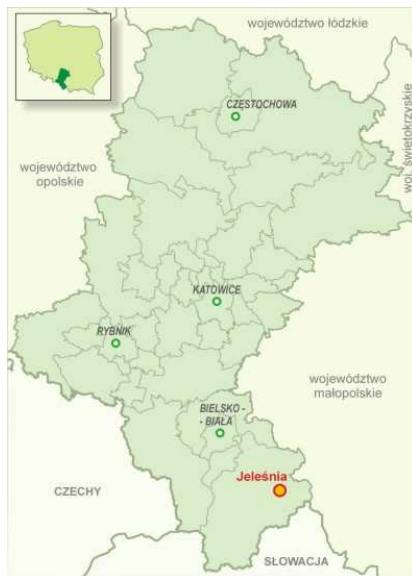 województwo łódzkie
CZĘSTOCHOWA
woj. świętokrzyskie
województwo
opolskie
KATOWICE
RYBNIK
województwo
małopolskie
BIELSKO -
- BIAŁA
Jeleśnia
CZECHY
SŁOWACJA